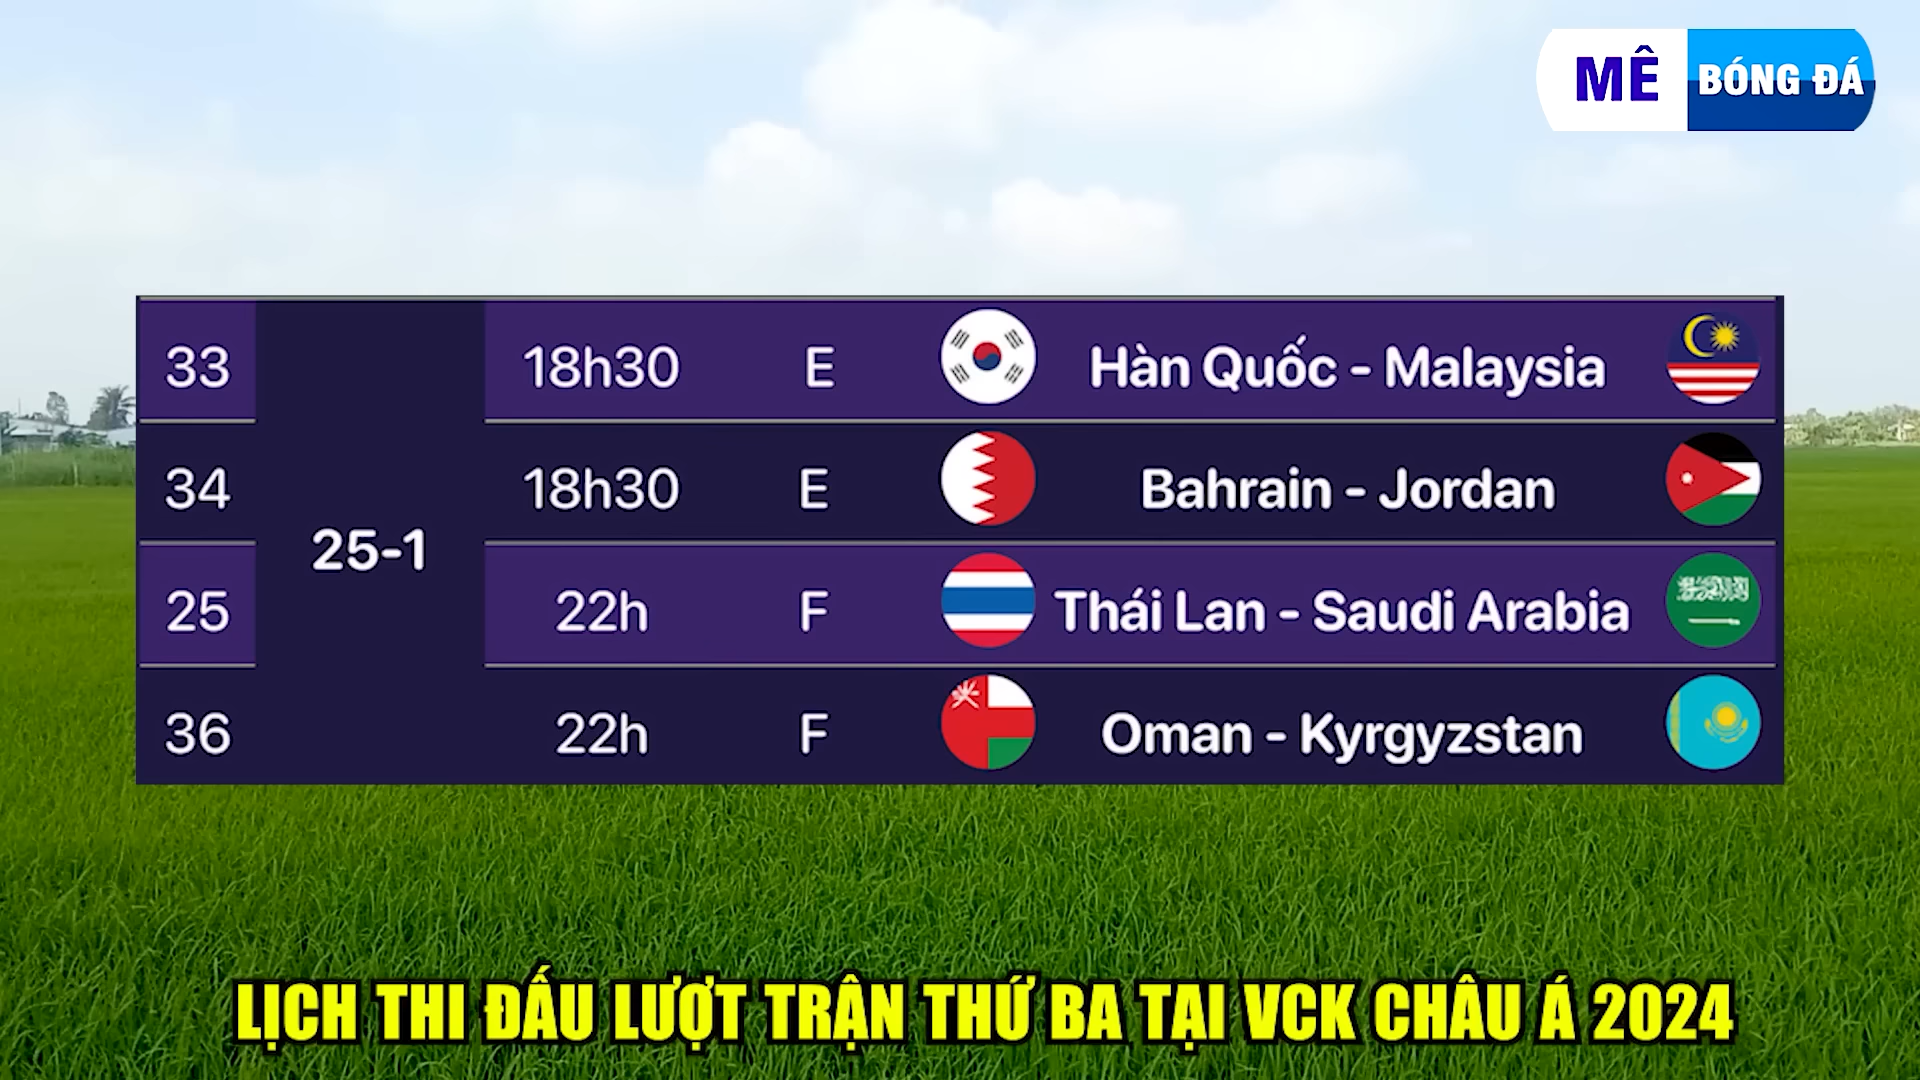 MÊ BÓNG ĐÁ
33 18h30 E Hàn Quốc - Malaysia
34 18h30 E Bahrain - Jordan
25-1
25 22h F Thái Lan - Saudi Arabia
36 22h F Oman - Kyrgyzstan
LỊCH THI ĐẤU LƯỢT TRẬN THỨ BA TẠI VCK CHÂU Á 2024